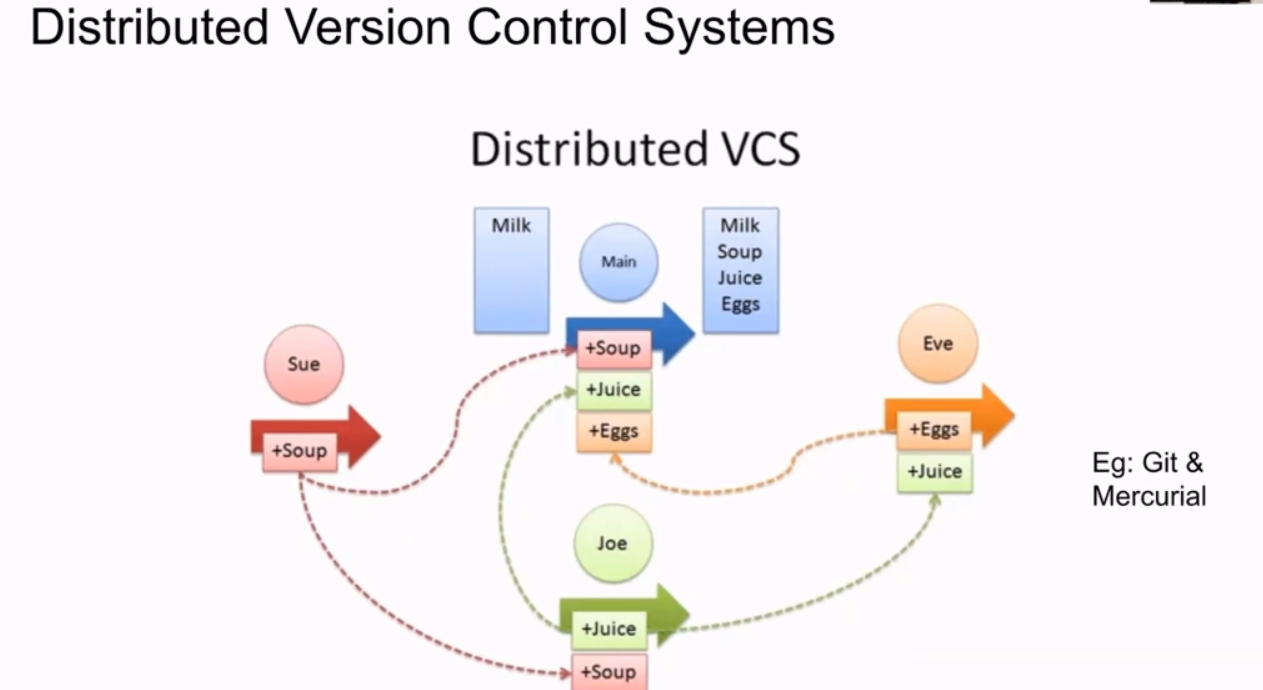 Distributed Version Control Systems
Distributed VCS
Milk
Main
Milk
Soup
Juice
Eggs
+Soup
+Juice
+Eggs
Sue
+Soup
Eve
+Eggs
+Juice
Eg: Git &
Mercurial
Joe
+Juice
+Soup